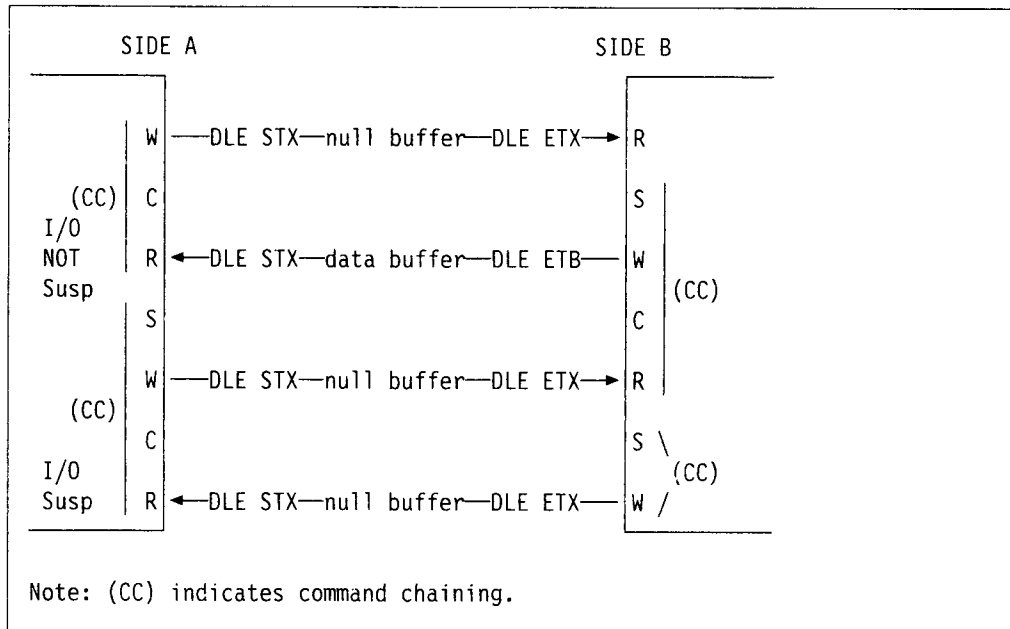 SIDE A SIDE B
W —DLE STX—null buffer—DLE ETX→ R
(CC) C S
I/O
NOT R ←DLE STX—data buffer—DLE ETB— W
Susp (CC)
S C
W —DLE STX—null buffer—DLE ETX→ R
(CC)
C S \
I/O (CC)
Susp R ←DLE STX—null buffer—DLE ETX— W /
Note: (CC) indicates command chaining.